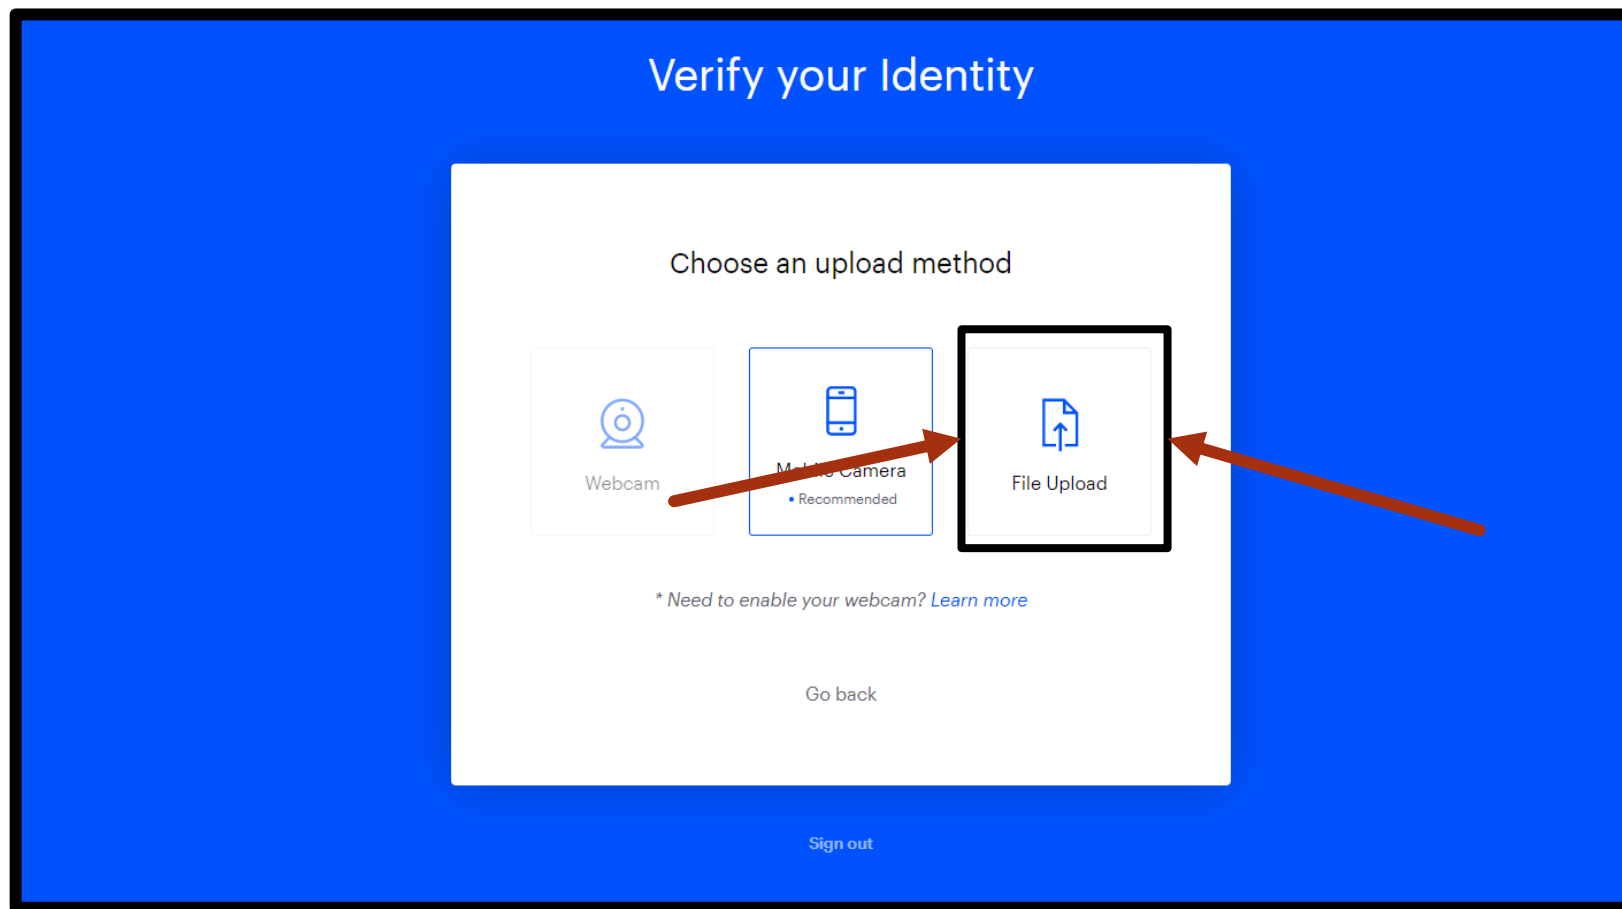 Verify your Identity
Choose an upload method
Webcam
Mobile Camera
• Recommended
File Upload
* Need to enable your webcam? Learn more
Go back
Sign out